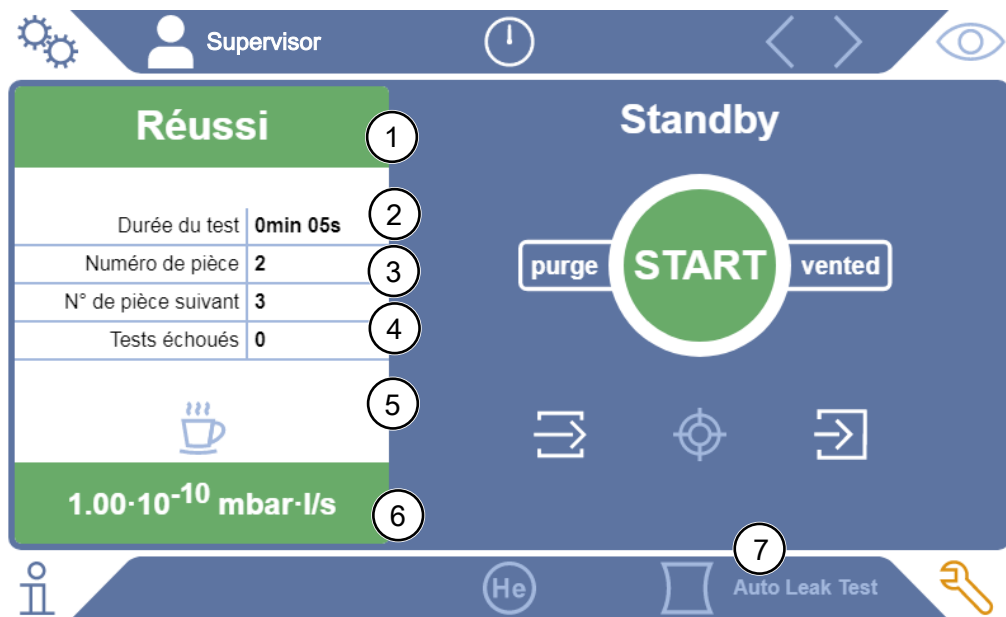 Supervisor
Réussi
1
Durée du test 0min 05s
2
Numéro de pièce 2
3
N° de pièce suivant 3
Tests échoués 0
4
5
1.00·10⁻¹⁰ mbar·l/s
6
Standby
purge START vented
7
He
Auto Leak Test